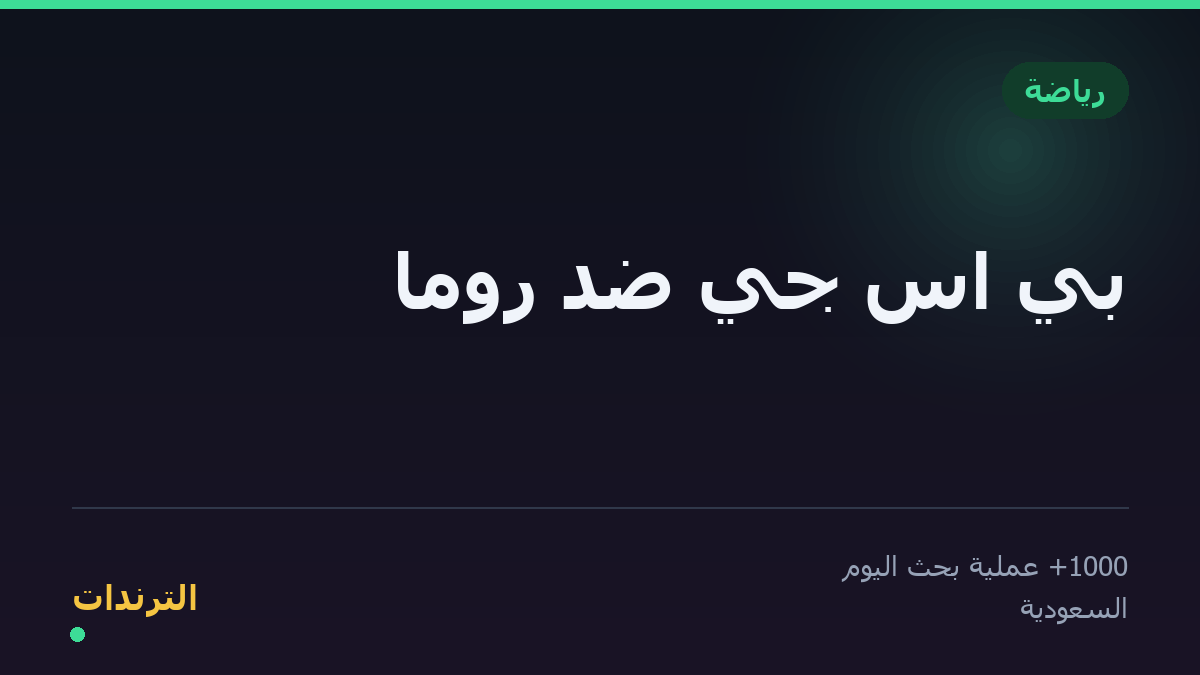 رياضة
بي اس جي ضد روما
1000+ عملية بحث اليوم
السعودية
الترندات